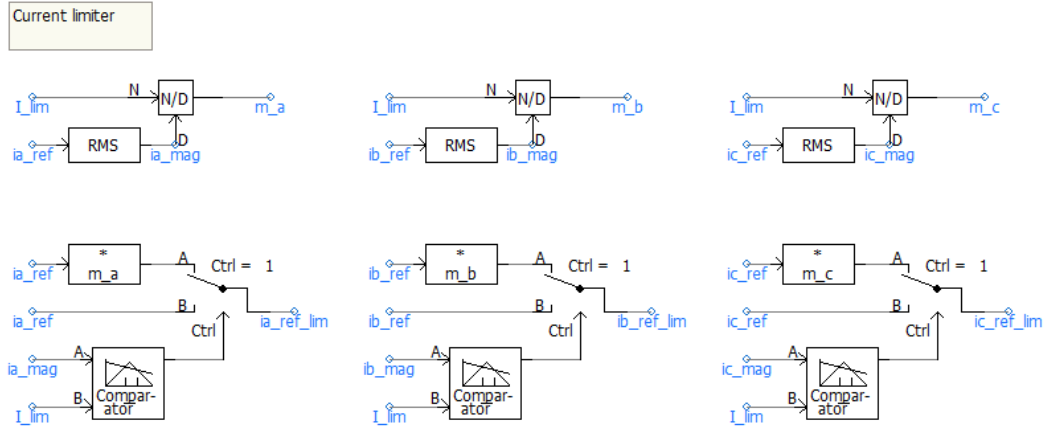 Current limiter
N N/D N N/D N N/D
I_lim m_a I_lim m_b I_lim m_c
RMS D RMS D RMS D
ia_ref ia_mag ib_ref ib_mag ic_ref ic_mag
* A Ctrl = 1 * A Ctrl = 1 * A Ctrl = 1
ia_ref m_a ib_ref m_b ic_ref m_c
B B B
ia_ref Ctrl ia_ref_lim ib_ref Ctrl ib_ref_lim ic_ref Ctrl ic_ref_lim
A A A
ia_mag ib_mag ic_mag
B Compar- B Compar- B Compar-
I_lim ator I_lim ator I_lim ator